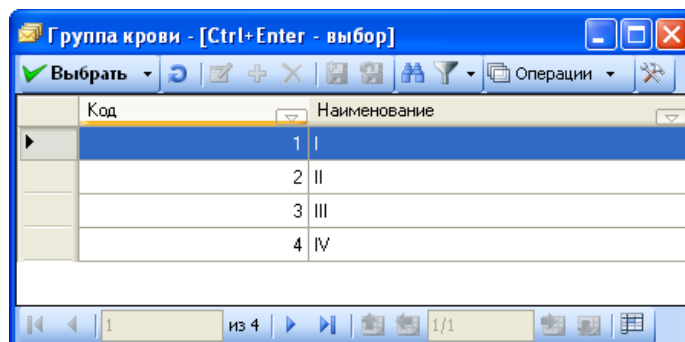 Группа крови - [Ctrl+Enter - выбор]
Выбрать Операции
Код Наименование
1 I
2 II
3 III
4 IV
1 из 4 1/1